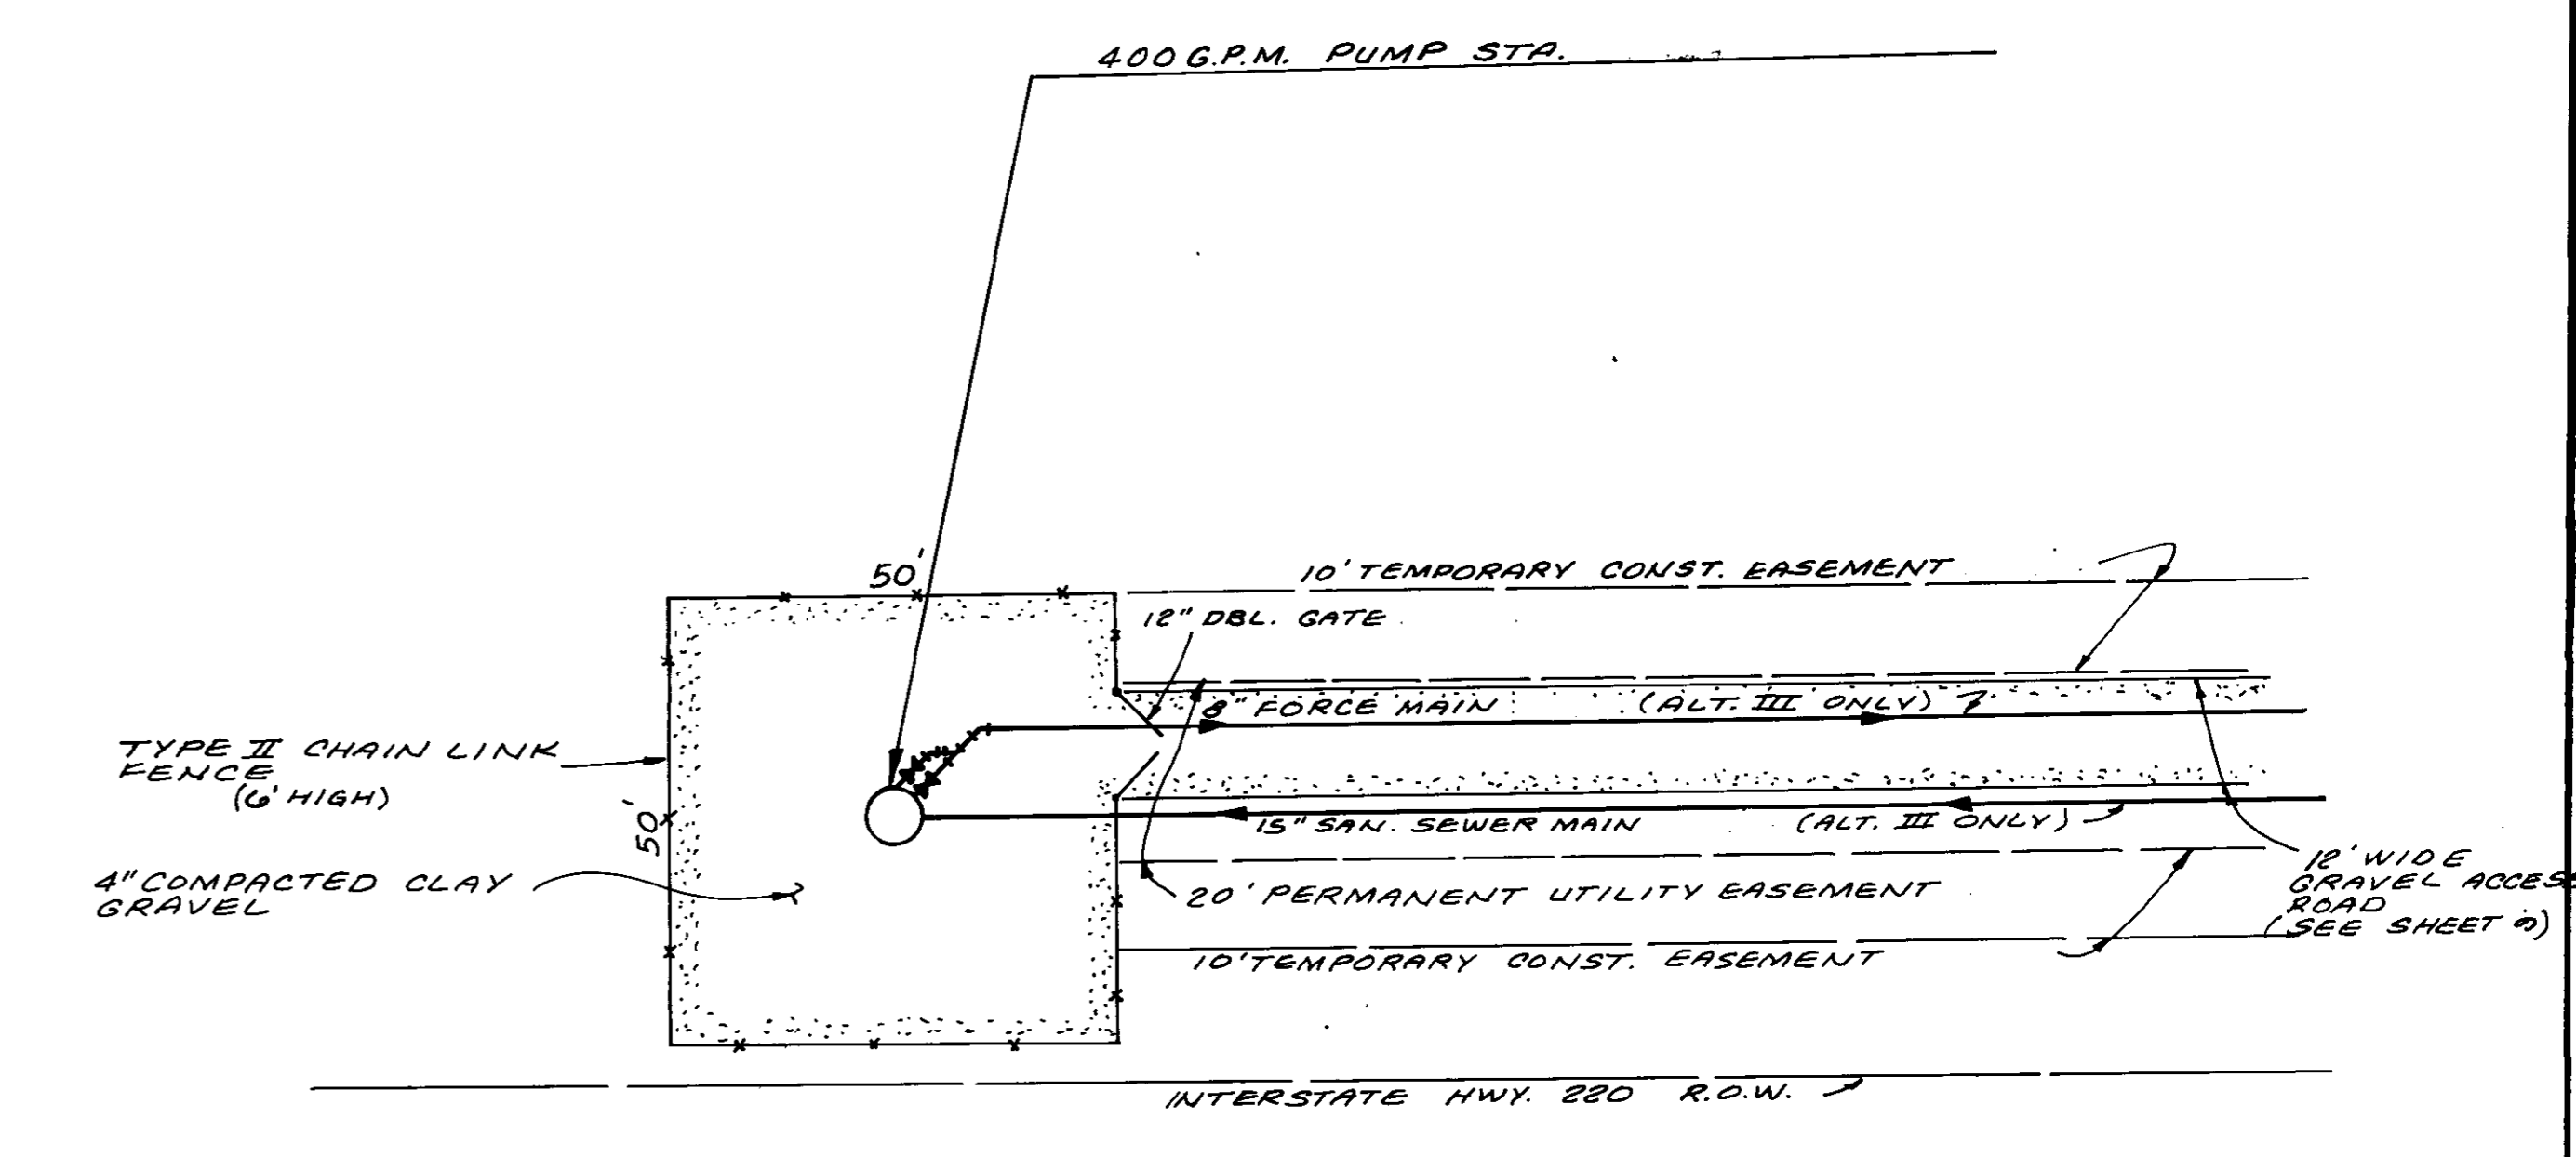 400 G.P.M. PUMP STA.
50'
10' TEMPORARY CONST. EASEMENT
12" DBL. GATE
8" FORCE MAIN (ALT. III ONLY)
TYPE II CHAIN LINK
FENCE
(6' HIGH)
50'
15" SAN. SEWER MAIN (ALT. III ONLY)
4" COMPACTED CLAY
GRAVEL
20' PERMANENT UTILITY EASEMENT
12' WIDE
GRAVEL ACCES
ROAD
(SEE SHEET
10' TEMPORARY CONST. EASEMENT
INTERSTATE HWY. 220 R.O.W.